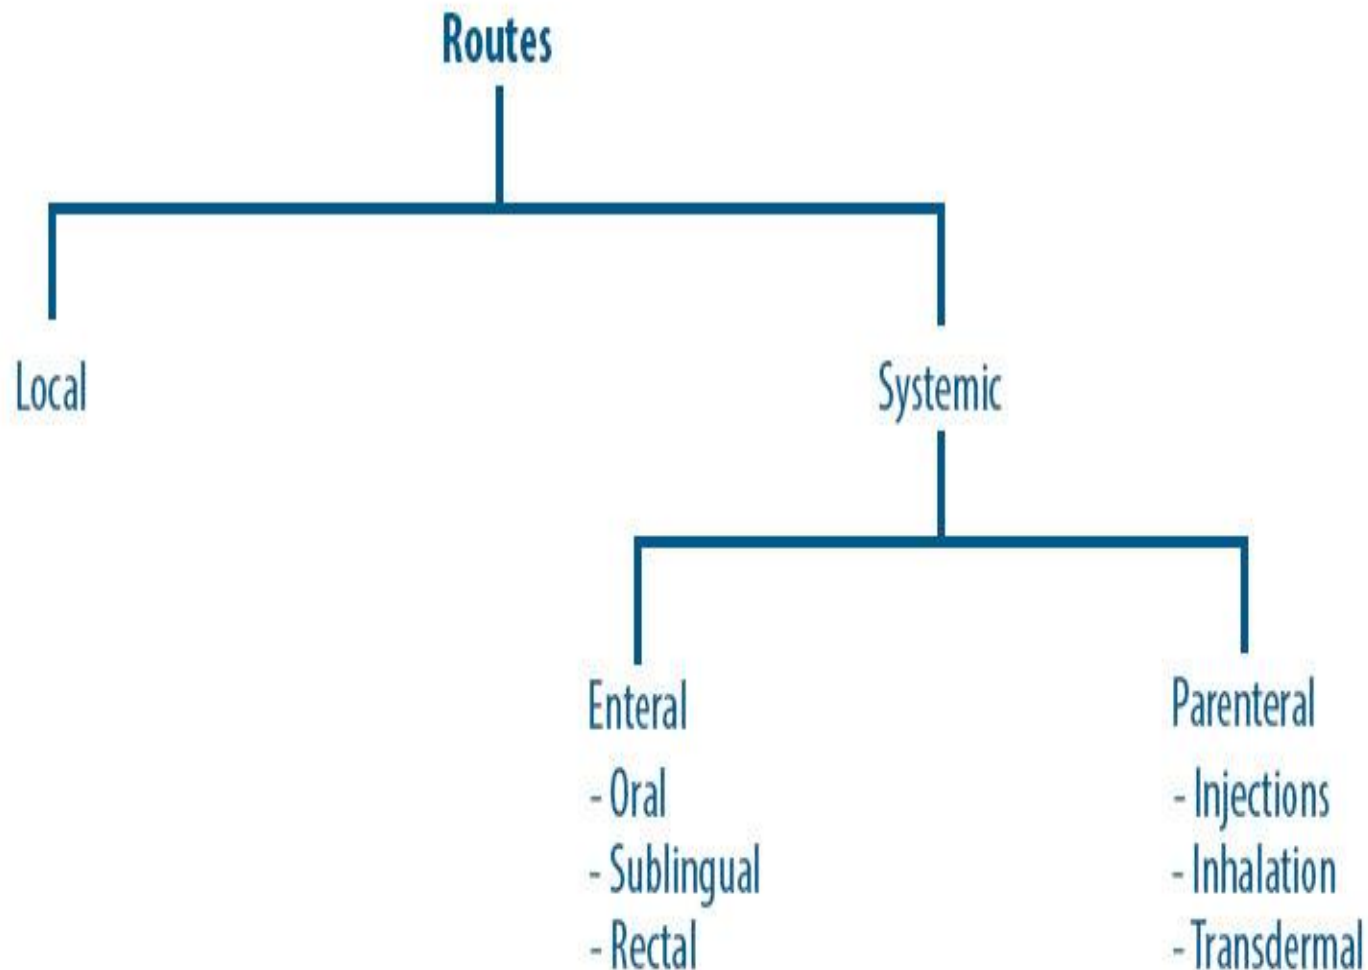 Routes
Local
Systemic
Enteral
- Oral
- Sublingual
- Rectal
Parenteral
- Injections
- Inhalation
- Transdermal